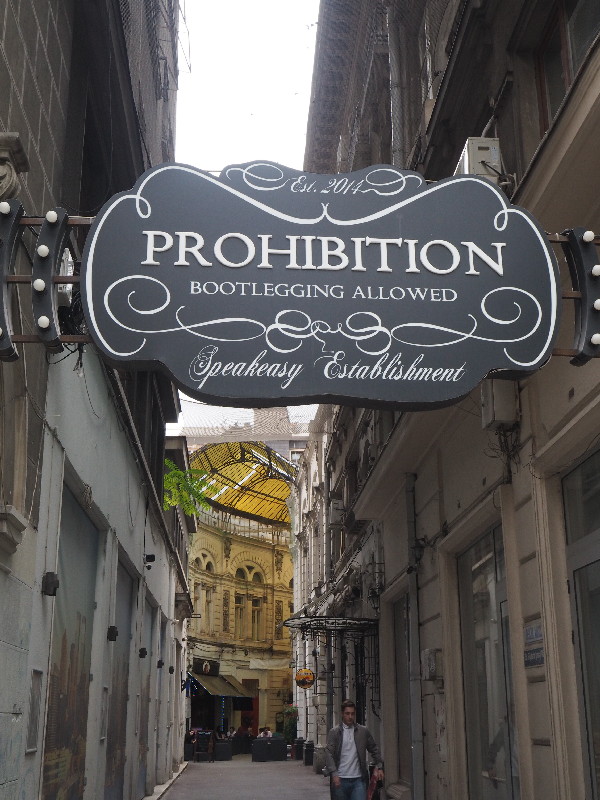 Est. 2014
PROHIBITION
BOOTLEGGING ALLOWED
Speakeasy Establishment